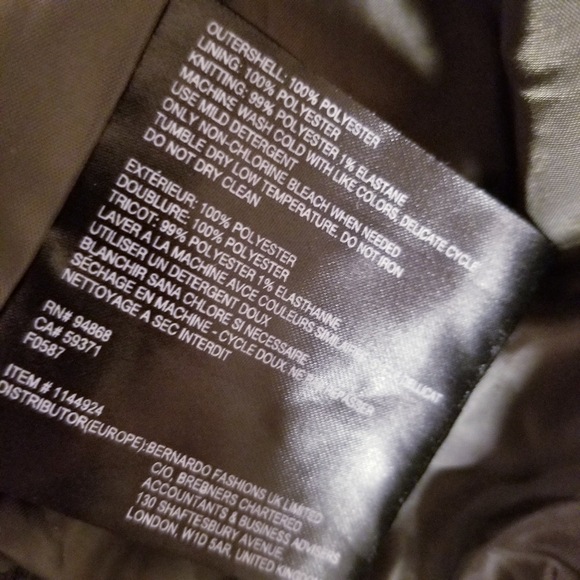 OUTERSHELL: 100% POLYESTER
LINING: 100% POLYESTER
KNITTING: 99% POLYESTER 1% ELASTANE
MACHINE WASH COLD WITH LIKE COLORS, DELICATE CYCLE
USE MILD DETERGENT
ONLY NON-CHLORINE BLEACH WHEN NEEDED
TUMBLE DRY LOW TEMPERATURE. DO NOT IRON
DO NOT DRY CLEAN
EXTÉRIEUR: 100% POLYESTER
DOUBLURE: 100% POLYESTER
TRICOT: 99% POLYESTER 1% ELASTHANNE
LAVER A LA MACHINE AVCE COULEURS
UTILISER UN DETERGENT DOUX
BLANCHIR SANA CHLORE SI NECESSAIRE
SÉCHAGE EN MACHINE - CYCLE DOUX.
NETTOYAGE A SEC INTERDIT
RN# 94868
CA# 59371
F0587
ITEM # 1144924
DISTRIBUTOR(EUROPE):BERNARDO FASHIONS UK LIMITED
C/O. BREBNERS CHARTERED
ACCOUNTANTS & BUSINESS ADVISERS
130 SHAFTESBURY AVENUE
LONDON, W1D 5AR, UNITED KINGDO